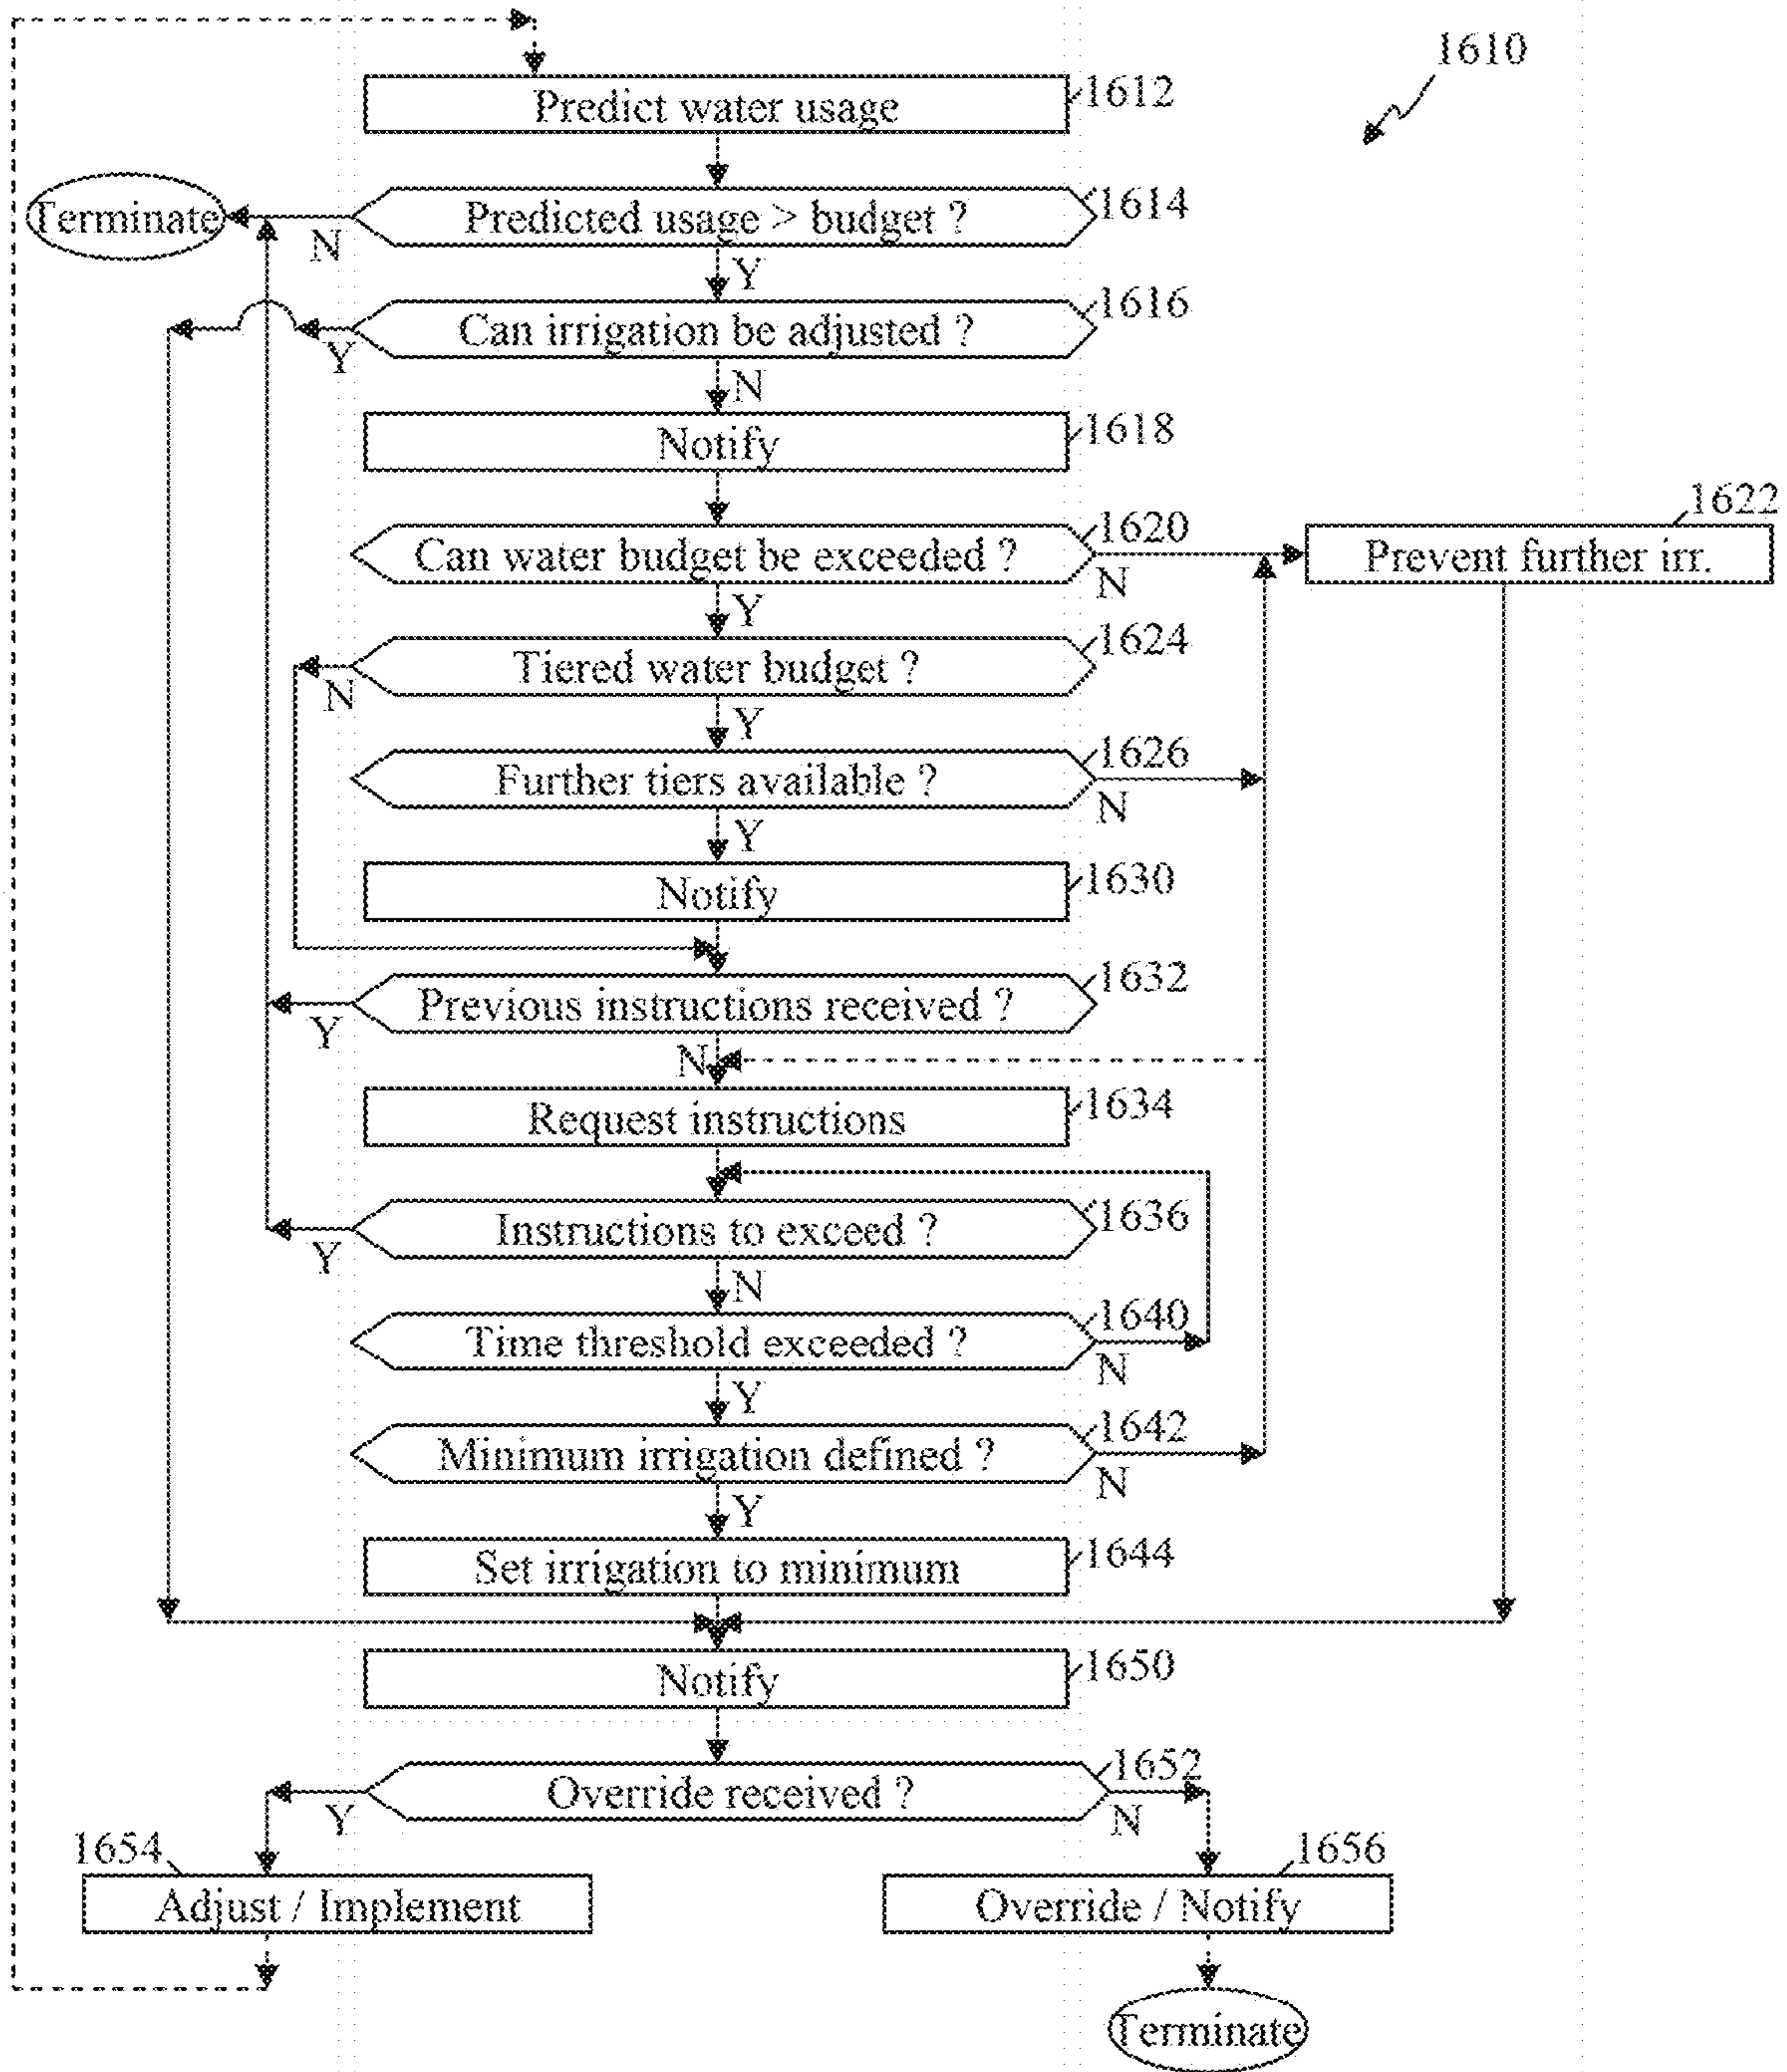 1610
Predict water usage
1612
Terminate
Predicted usage > budget ?
1614
N
Y
Can irrigation be adjusted ?
1616
Y
N
Notify
1618
Can water budget be exceeded ?
1620
N
Y
1622
Prevent further irr.
Tiered water budget ?
1624
N
Y
Further tiers available ?
1626
N
Y
Notify
1630
Previous instructions received ?
1632
Y
N
Request instructions
1634
Instructions to exceed ?
1636
Y
N
Time threshold exceeded ?
1640
N
Y
Minimum irrigation defined ?
1642
N
Y
Set irrigation to minimum
1644
Notify
1650
Override received ?
1652
Y
N
1654
Adjust / Implement
1656
Override / Notify
Terminate